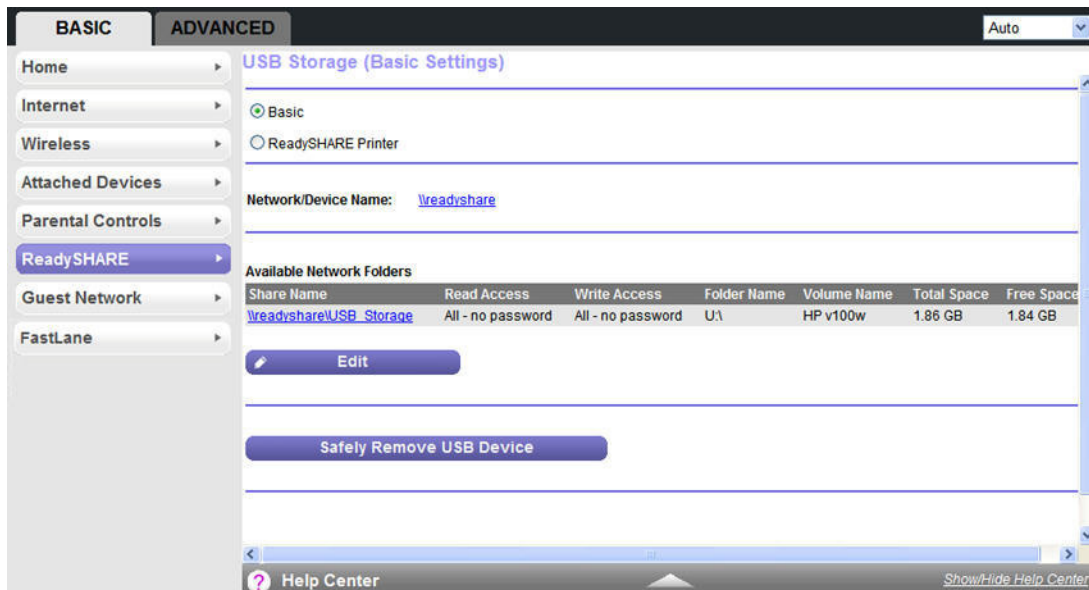 BASIC ADVANCED Auto
Home
Internet
Wireless
Attached Devices
Parental Controls
ReadySHARE
Guest Network
FastLane
USB Storage (Basic Settings)
Basic
ReadySHARE Printer
Network/Device Name: \\readyshare
Available Network Folders
Share Name Read Access Write Access Folder Name Volume Name Total Space Free Space
\\readyshare\USB_Storage All - no password All - no password U:\ HP v100w 1.86 GB 1.84 GB
Edit
Safely Remove USB Device
? Help Center Show/Hide Help Center